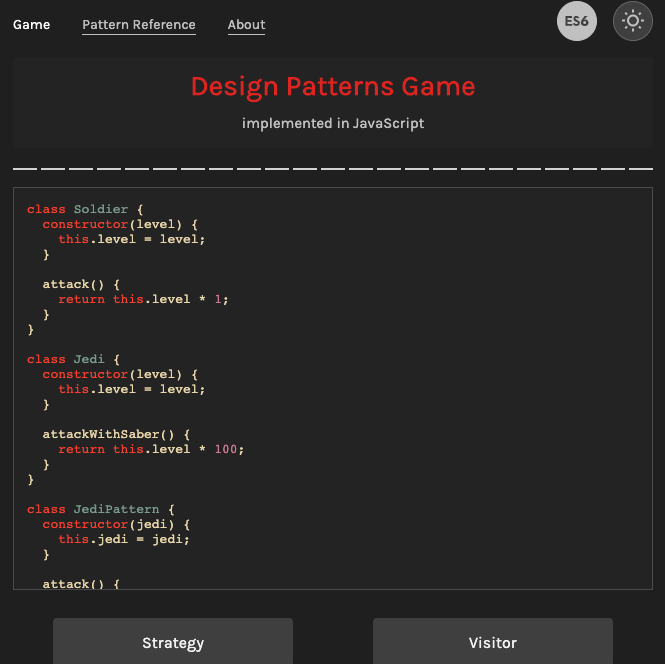 Game Pattern Reference About ES6
Design Patterns Game
implemented in JavaScript
class Soldier {
  constructor(level) {
    this.level = level;
  }

  attack() {
    return this.level * 1;
  }
}

class Jedi {
  constructor(level) {
    this.level = level;
  }

  attackWithSaber() {
    return this.level * 100;
  }
}

class JediPattern {
  constructor(jedi) {
    this.jedi = jedi;
  }

  attack() {
Strategy Visitor